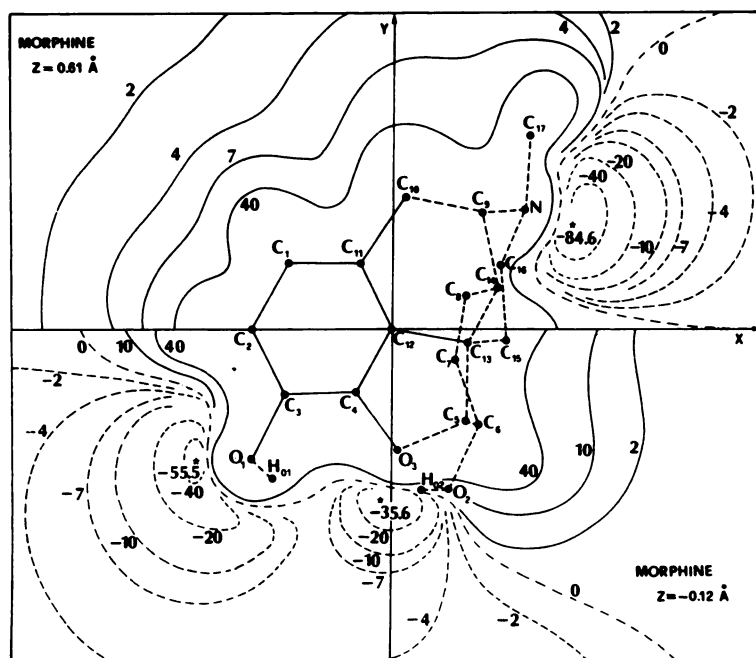 MORPHINE
Z = 0.61 Å
Y
4
2
0
2
-2
4
7
40
C17
-20
-40
C10
C9
N
-4
-84.6
-10
-7
C1
C11
C16
C8
C14
X
0
10
40
C2
C12
C13
C15
C7
-2
C3
C4
C5
C6
-4
2
10
40
O1
H01
O3
-55.5
-40
H02
O2
-7
-35.6
-20
-20
-10
-10
-7
MORPHINE
Z = -0.12 Å
0
-4
-2